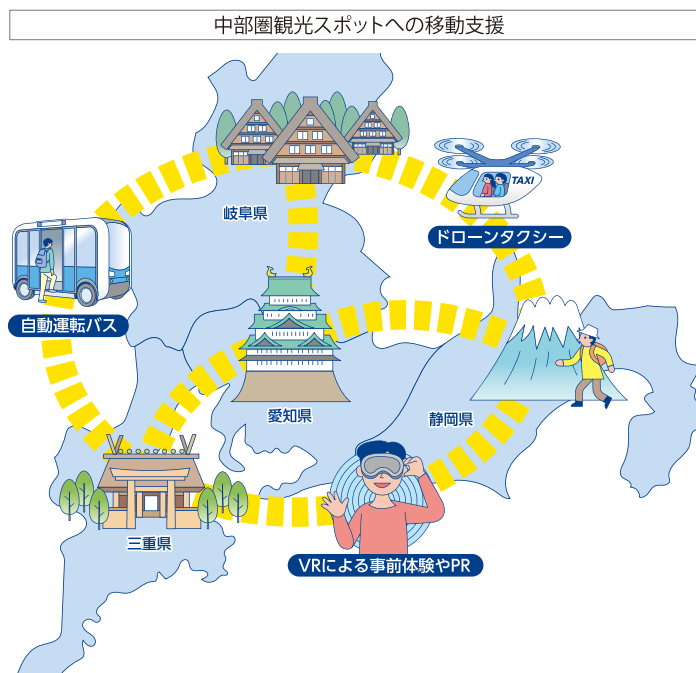 中部圏観光スポットへの移動支援
TAXI
岐阜県
ドローンタクシー
自動運転バス
愛知県
静岡県
三重県
VRによる事前体験やPR